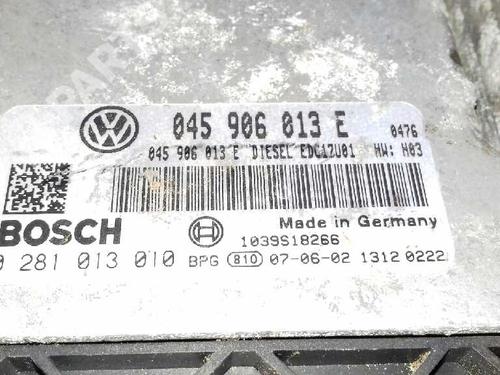 045 906 013 E 0476
045 906 013 E DIESEL EDG1ZU01 HW: H03
BOSCH
Made in Germany
1039S18266
0 281 013 010 BPG 810 07-06-02 1312 0222